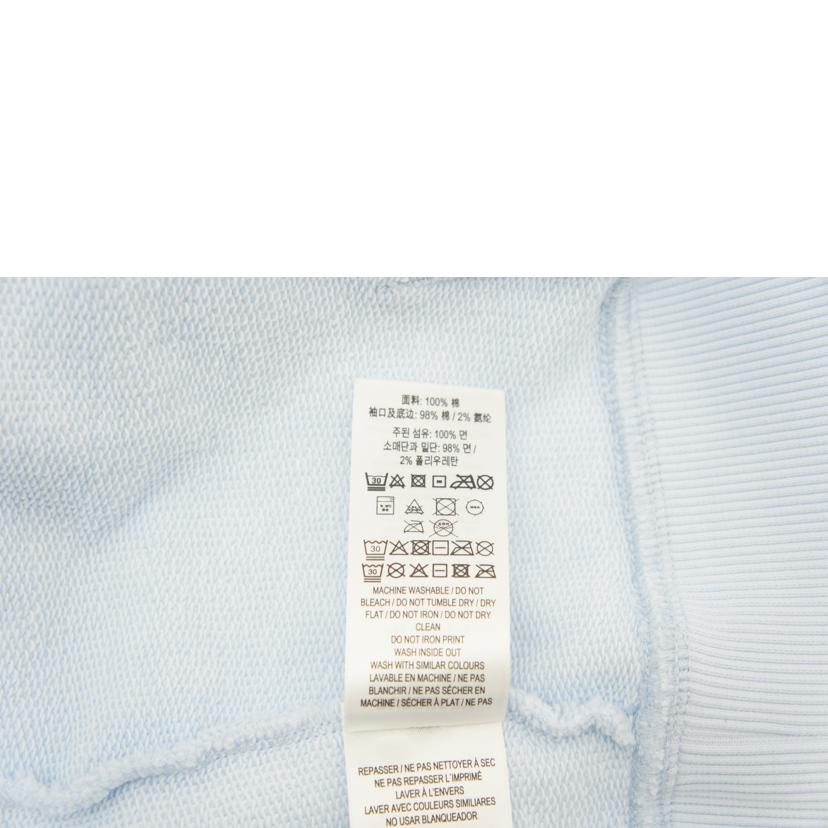 面料: 100% 棉
袖口及底边: 98% 棉 / 2% 氨纶
주된 섬유: 100% 면
소매단과 밑단: 98% 면 /
2% 폴리우레탄
30
30
30
MACHINE WASHABLE / DO NOT
BLEACH / DO NOT TUMBLE DRY / DRY
FLAT / DO NOT IRON / DO NOT DRY
CLEAN
DO NOT IRON PRINT
WASH INSIDE OUT
WASH WITH SIMILAR COLOURS
LAVABLE EN MACHINE / NE PAS
BLANCHIR / NE PAS SÉCHER EN
MACHINE / SÉCHER À PLAT / NE PAS
REPASSER / NE PAS NETTOYER À SEC
NE PAS REPASSER L'IMPRIMÉ
LAVER À L'ENVERS
LAVER AVEC COULEURS SIMILIARES
NO USAR BLANQUEADOR